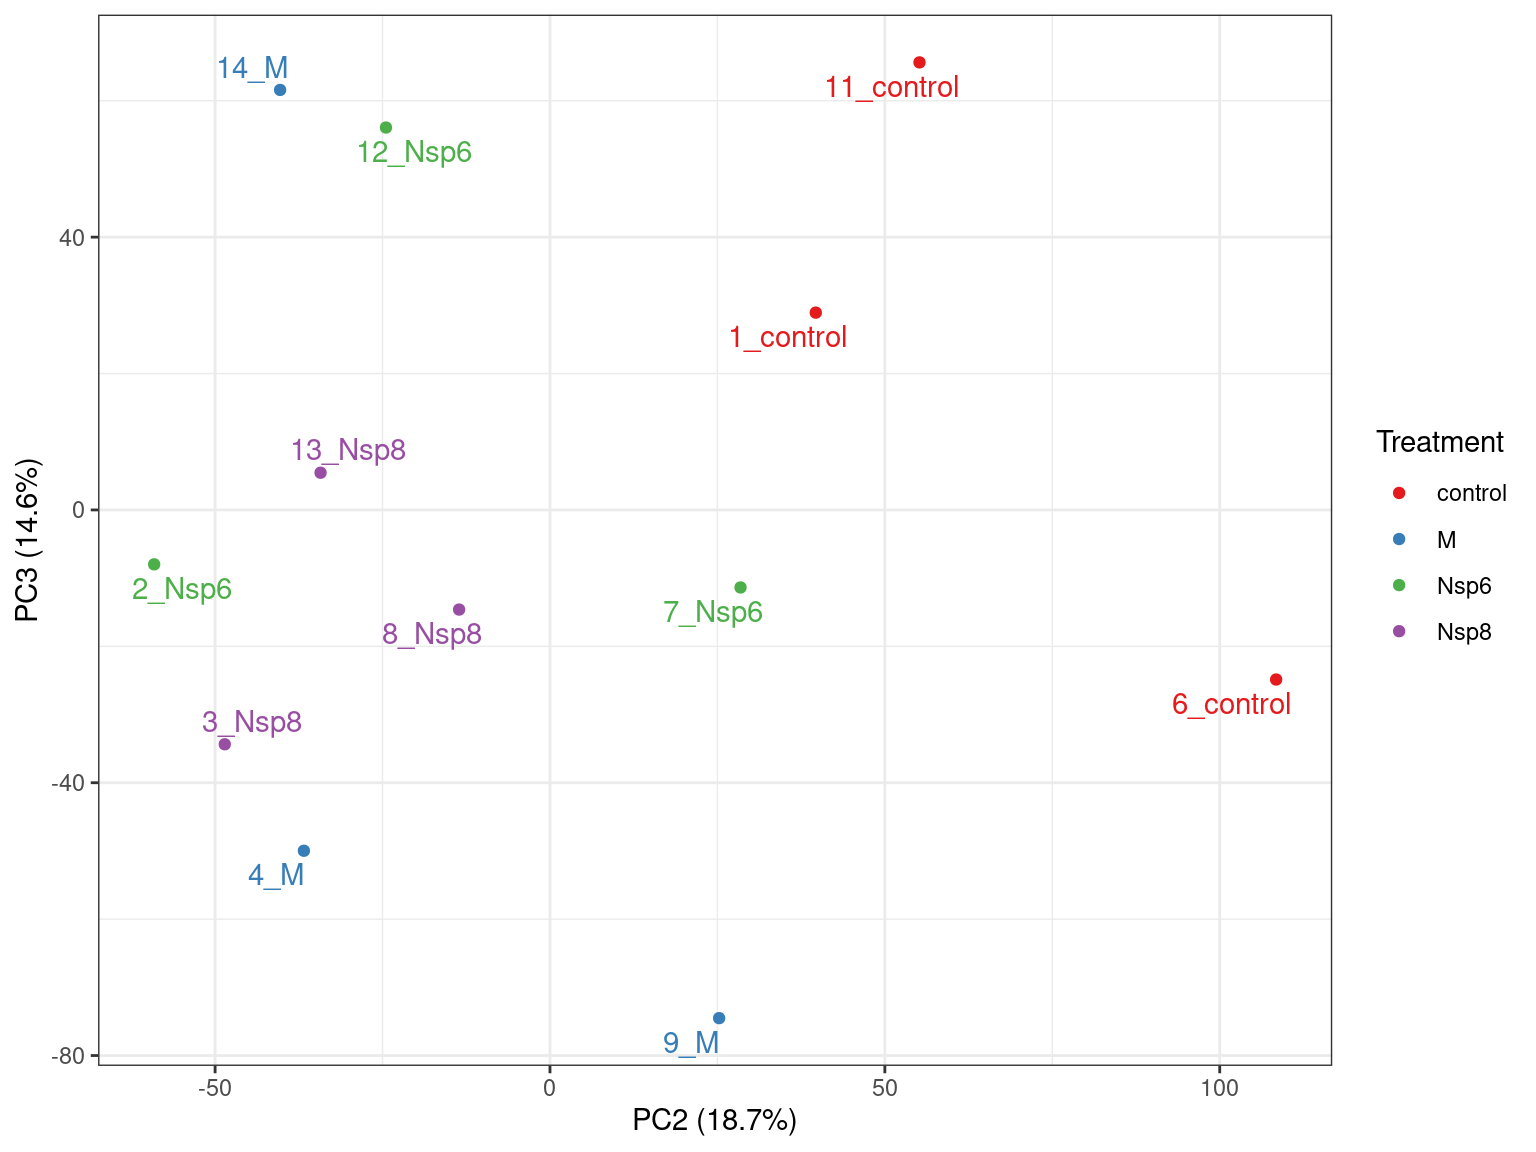 14_M
11_control
12_Nsp6
40
1_control
13_Nsp8
0
2_Nsp6
7_Nsp6
8_Nsp8
6_control
3_Nsp8
-40
4_M
9_M
-80
-50
0
50
100
PC2 (18.7%)
PC3 (14.6%)
Treatment
control
M
Nsp6
Nsp8